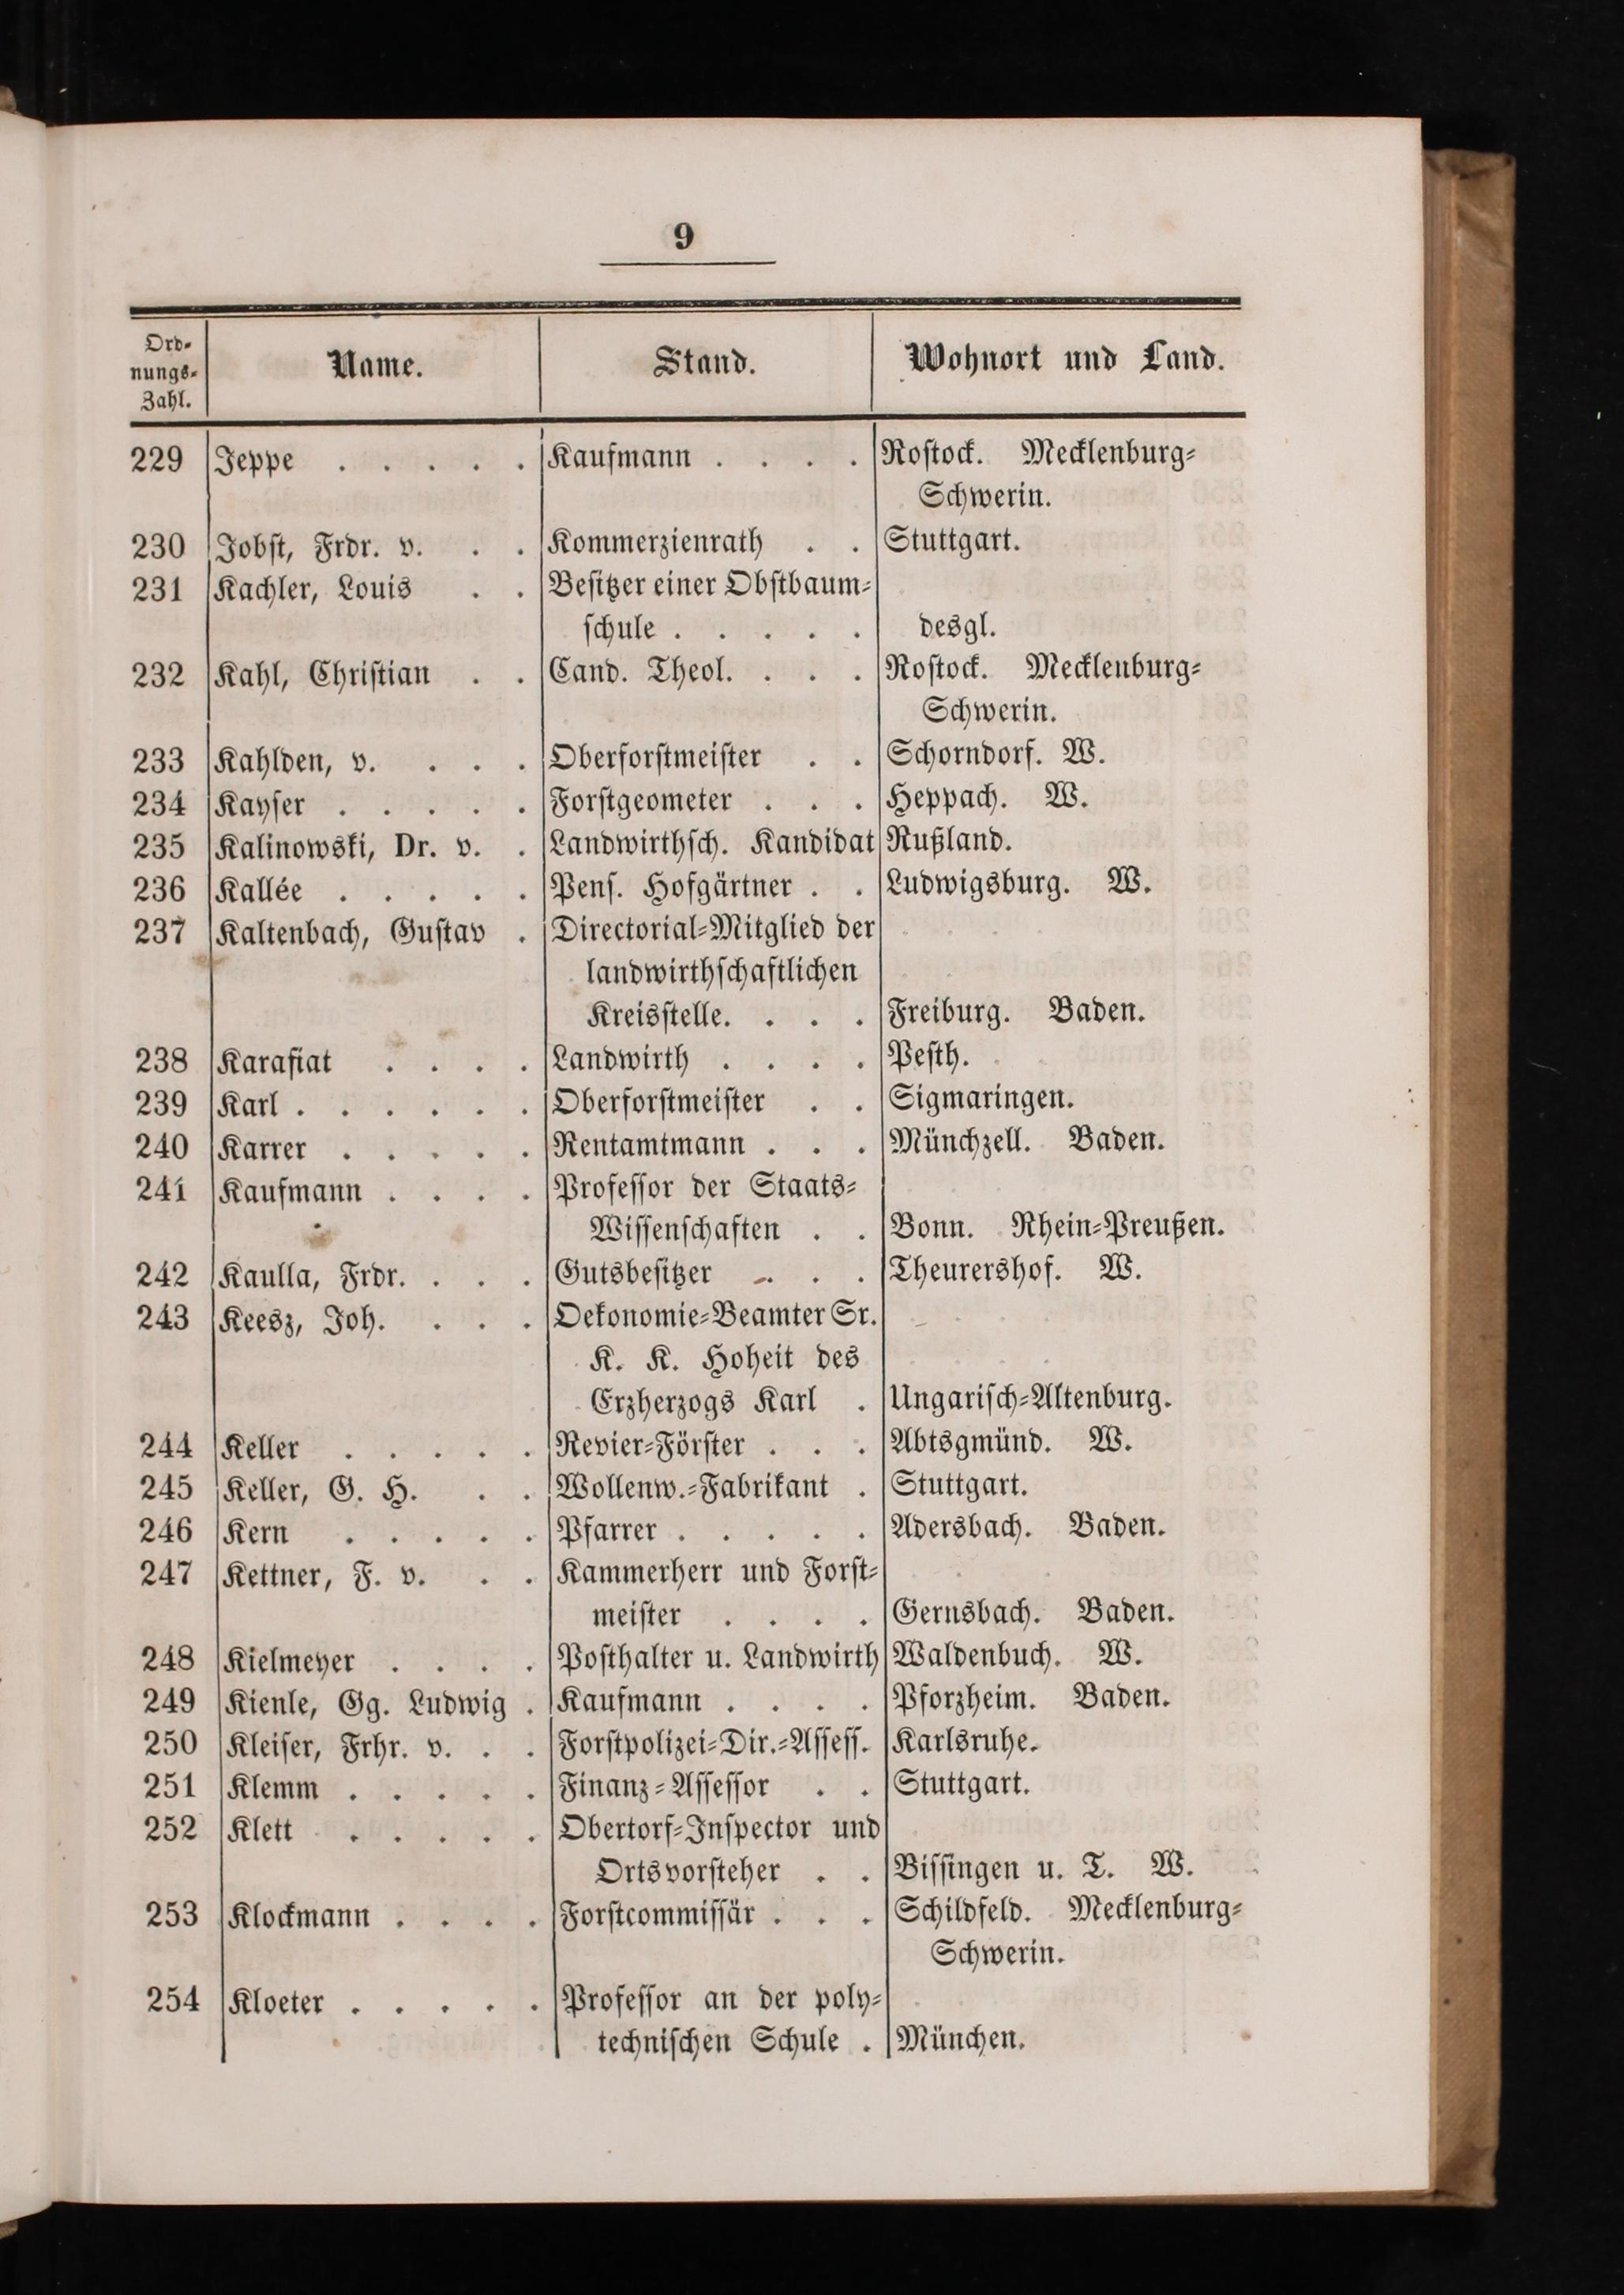 9
Ord-
nungs-
Zahl.
Name.
Stand.
Wohnort und Land.
229 Jeppe . . . . . Kaufmann . . . . Rostock. Mecklenburg-
Schwerin.
230 Jobst, Frdr. v. . . Kommerzienrath . . Stuttgart.
231 Kachler, Louis . . Besitzer einer Obstbaum-
schule . . . . . desgl.
232 Kahl, Christian . . Cand. Theol. . . . Rostock. Mecklenburg-
Schwerin.
233 Kahlden, v. . . . Oberforstmeister . . Schorndorf. W.
234 Kayser . . . . . Forstgeometer . . . Heppach. W.
235 Kalinowski, Dr. v. . Landwirthsch. Kandidat Rußland.
236 Kallée . . . . . Pens. Hofgärtner . . Ludwigsburg. W.
237 Kaltenbach, Gustav . Directorial-Mitglied der
landwirthschaftlichen
Kreisstelle. . . . Freiburg. Baden.
238 Karafiat . . . . Landwirth . . . . Pesth.
239 Karl . . . . . . Oberforstmeister . . Sigmaringen.
240 Karrer . . . . . Rentamtmann . . . Münchzell. Baden.
241 Kaufmann . . . . Professor der Staats-
Wissenschaften . . Bonn. Rhein-Preußen.
242 Kaulla, Frdr. . . . Gutsbesitzer . . . Theurershof. W.
243 Keesz, Joh. . . . Oekonomie-Beamter Sr.
K. K. Hoheit des
Erzherzogs Karl . Ungarisch-Altenburg.
244 Keller . . . . . Revier-Förster . . . Abtsgmünd. W.
245 Keller, G. H. . . Wollenw.-Fabrikant . Stuttgart.
246 Kern . . . . . Pfarrer . . . . . Adersbach. Baden.
247 Kettner, F. v. . . Kammerherr und Forst-
meister . . . . Gernsbach. Baden.
248 Kielmeyer . . . . Posthalter u. Landwirth Waldenbuch. W.
249 Kienle, Gg. Ludwig . Kaufmann . . . . Pforzheim. Baden.
250 Kleiser, Frhr. v. . . Forstpolizei-Dir.-Assess. Karlsruhe.
251 Klemm . . . . . Finanz-Assessor . . Stuttgart.
252 Klett . . . . . Obertorf-Inspector und
Ortsvorsteher . . Bissingen u. T. W.
253 Klockmann . . . . Forstcommissär . . . Schildfeld. Mecklenburg-
Schwerin.
254 Kloeter . . . . . Professor an der poly-
technischen Schule . München.